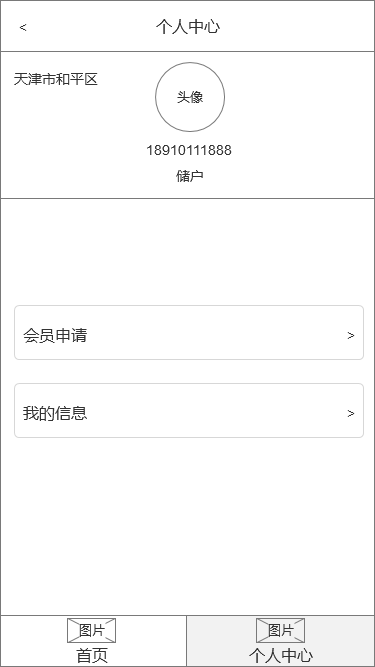 < 个人中心
天津市和平区
头像
18910111888
储户
会员申请 >
我的信息 >
图片 图片
首页 个人中心